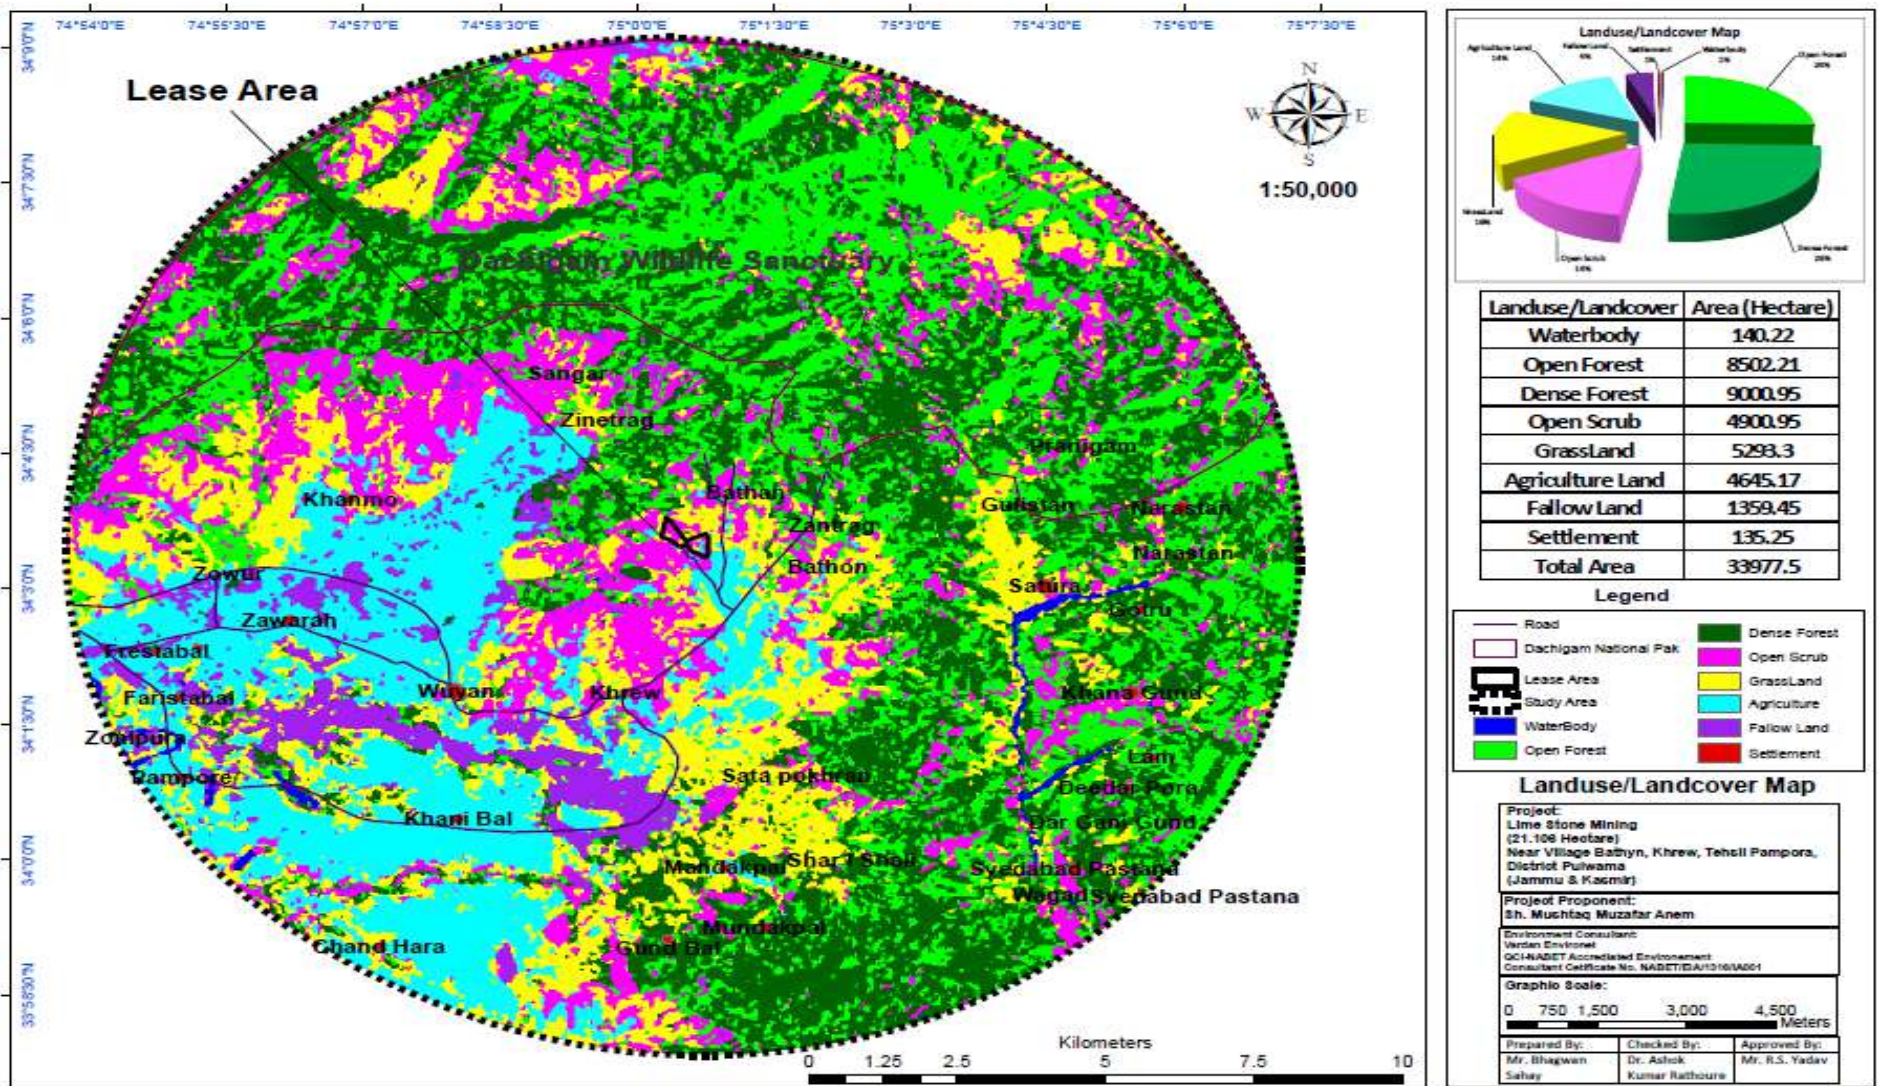 74°54'0"E 74°55'30"E 74°57'0"E 74°58'30"E 75°0'0"E 75°1'30"E 75°3'0"E 75°4'30"E 75°6'0"E 75°7'30"E
34°9'0"N
34°7'30"N
34°6'0"N
34°4'30"N
34°3'0"N
34°1'30"N
34°0'0"N
33°58'30"N
Lease Area
N
W E
S
1:50,000
Dachigam Wildlife Sanctuary
Sangar
Zinetrag
Pranigam
Khanmo
Bathan
Gulistan
Narastan
Zantrag
Narastan
Bathon
Zowur
Satura
Gotru
Zawarah
Frestabal
Wuyan
Khrew
Khana Gund
Faristabal
Zonipura
Lam
Pampore
Sata pokhran
Deedar Pora
Khani Bal
Dar Gani Gund
Mandakpal
Syedabad Pastana
Wagad
Syedabad Pastana
Mundakpal
Chand Hara
Gund Bal
Kilometers
0 1.25 2.5 5 7.5 10
Landuse/Landcover Map
Agriculture Land
14%
Fallow Land
4%
Settlement
Waterbody
Open Forest
Dense Forest
Open Scrub
GrassLand
Landuse/Landcover Area (Hectare)
Waterbody 140.22
Open Forest 8502.21
Dense Forest 9000.95
Open Scrub 4900.95
GrassLand 5293.3
Agriculture Land 4645.17
Fallow Land 1359.45
Settlement 135.25
Total Area 33977.5
Legend
Road
Dachigam National Pak
Lease Area
Study Area
WaterBody
Open Forest
Dense Forest
Open Scrub
GrassLand
Agriculture
Fallow Land
Settlement
Landuse/Landcover Map
Project:
Lime Stone Mining
(21.106 Hectare)
Near Village Bathyn, Khrew, Tehsil Pampora,
District Pulwama
(Jammu & Kasmir)
Project Proponent:
Sh. Mushtaq Muzafar Anem
Environment Consultant:
Vardan Environet
QCI-NABET Accrediated Environement
Consultant Cetificate No.
Graphic Scale:
0 750 1,500 3,000 4,500
Meters
Prepared By:
Mr. Bhagwan
Sahay
Checked By:
Dr. Ashok
Kumar Rathoure
Approved By:
Mr. R.S. Yadav